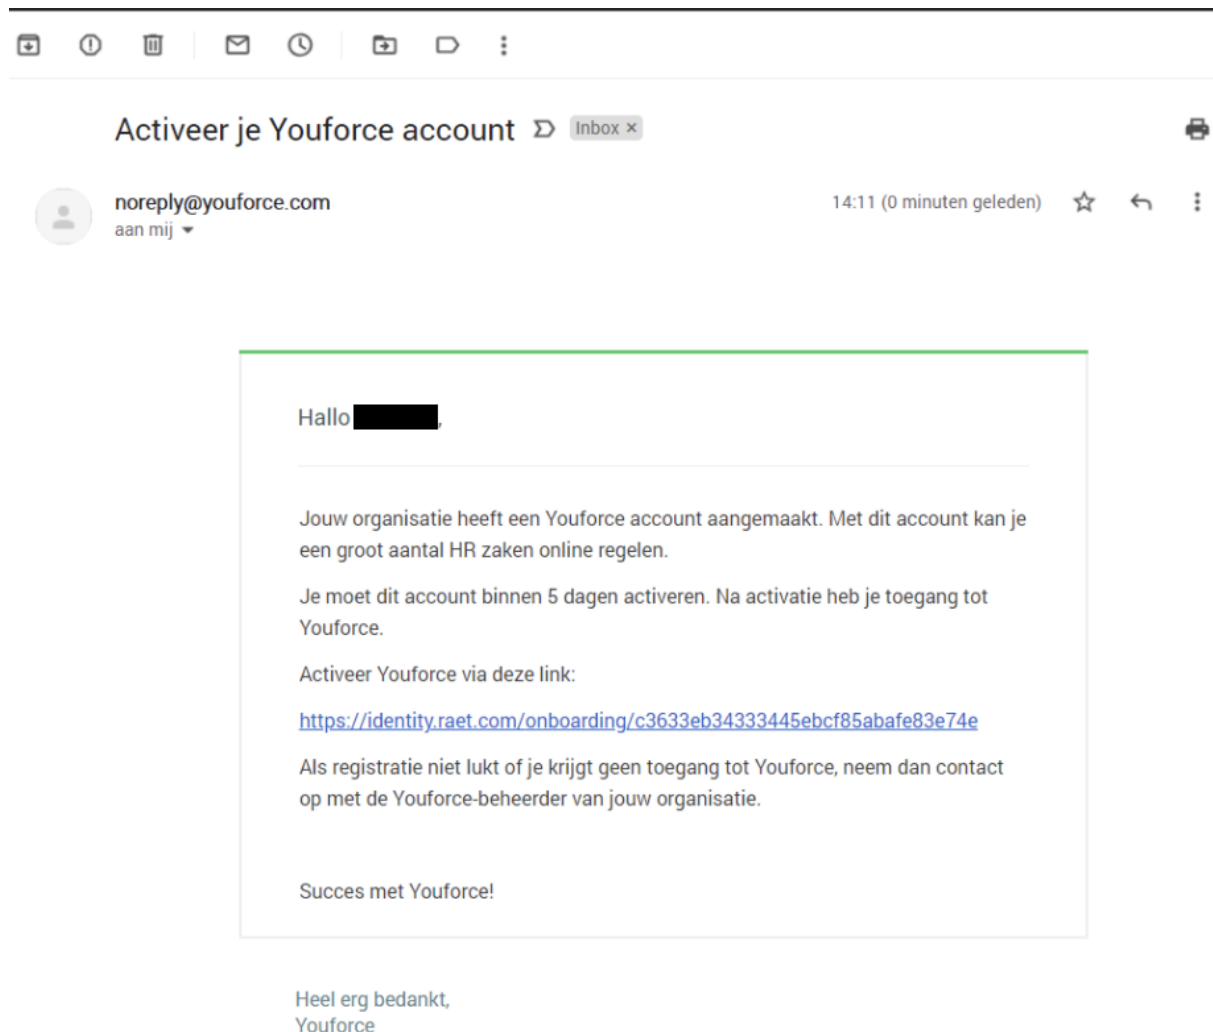 Activeer je Youforce account Inbox ×
noreply@youforce.com 14:11 (0 minuten geleden)
aan mij
Hallo ,
Jouw organisatie heeft een Youforce account aangemaakt. Met dit account kan je
een groot aantal HR zaken online regelen.
Je moet dit account binnen 5 dagen activeren. Na activatie heb je toegang tot
Youforce.
Activeer Youforce via deze link:
https://identity.raet.com/onboarding/c3633eb34333445ebcf85abafe83e74e
Als registratie niet lukt of je krijgt geen toegang tot Youforce, neem dan contact
op met de Youforce-beheerder van jouw organisatie.
Succes met Youforce!
Heel erg bedankt,
Youforce